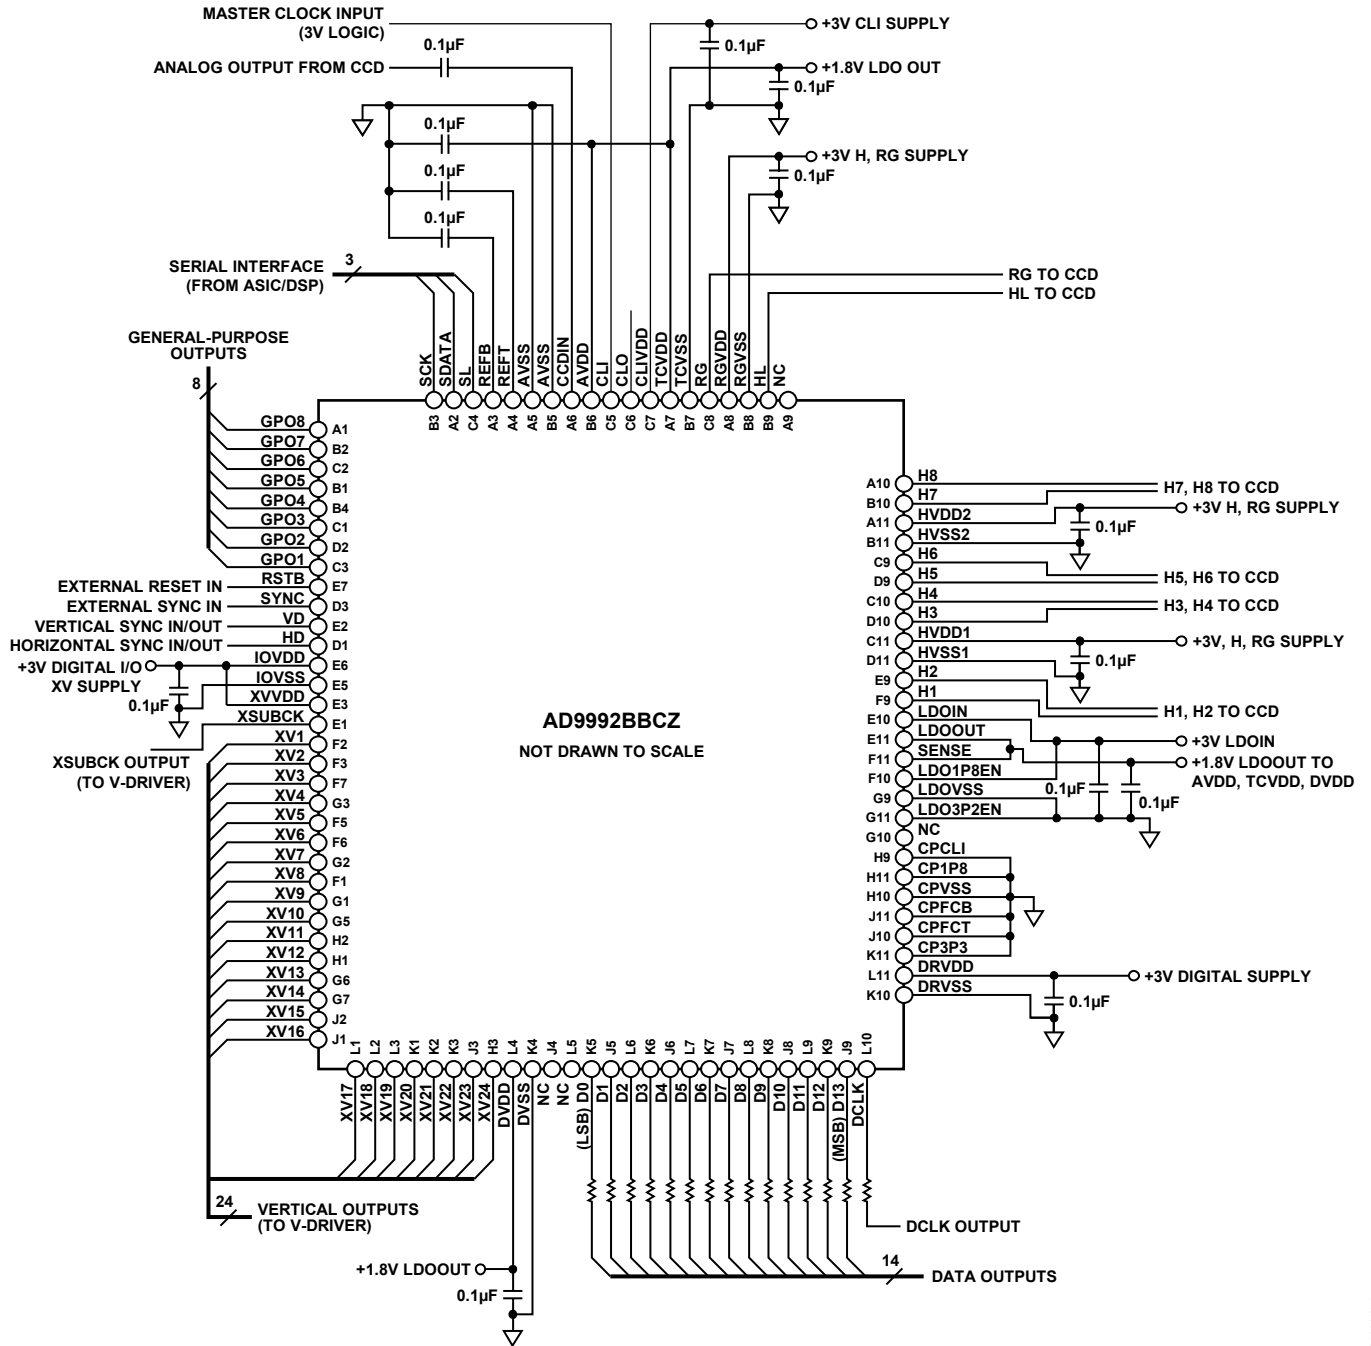 MASTER CLOCK INPUT
(3V LOGIC)
+3V CLI SUPPLY
0.1µF
0.1µF
ANALOG OUTPUT FROM CCD
+1.8V LDO OUT
0.1µF
0.1µF
+3V H, RG SUPPLY
0.1µF
0.1µF
0.1µF
SERIAL INTERFACE
(FROM ASIC/DSP)
3
RG TO CCD
HL TO CCD
GENERAL-PURPOSE
OUTPUTS
8
SCK
SDATA
SL
REFB
REFT
AVSS
AVSS
CCDIN
AVDD
CLI
CLO
CLIVDD
TCVDD
TCVSS
RG
RGVDD
RGVSS
HL
NC
B3
A2
C4
A3
A4
A5
B5
A6
B6
C5
C6
C7
A7
B7
C8
A8
B8
B9
A9
GPO8 A1
GPO7 B2
GPO6 C2
GPO5 B1
GPO4 B4
GPO3 C1
GPO2 D2
GPO1 C3
EXTERNAL RESET IN RSTB E7
EXTERNAL SYNC IN SYNC D3
VERTICAL SYNC IN/OUT VD E2
HORIZONTAL SYNC IN/OUT HD D1
+3V DIGITAL I/O IOVDD E6
XV SUPPLY IOVSS E5
0.1µF XVVDD E3
XSUBCK E1
XSUBCK OUTPUT
(TO V-DRIVER)
XV1 F2
XV2 F3
XV3 F7
XV4 G3
XV5 F5
XV6 F6
XV7 G2
XV8 F1
XV9 G1
XV10 G5
XV11 H2
XV12 H1
XV13 G6
XV14 G7
XV15 J2
XV16 J1
AD9992BBCZ
NOT DRAWN TO SCALE
A10 H8
B10 H7
H7, H8 TO CCD
A11 HVDD2
+3V H, RG SUPPLY
0.1µF
B11 HVSS2
C9 H6
D9 H5
H5, H6 TO CCD
C10 H4
D10 H3
H3, H4 TO CCD
C11 HVDD1
+3V, H, RG SUPPLY
0.1µF
D11 HVSS1
E9 H2
F9 H1
H1, H2 TO CCD
E10 LDOIN
+3V LDOIN
E11 LDOOUT
F11 SENSE
+1.8V LDOOUT TO
AVDD, TCVDD, DVDD
F10 LDO1P8EN
0.1µF
0.1µF
G9 LDOVSS
G11 LDO3P2EN
G10 NC
H9 CPCLI
H11 CP1P8
H10 CPVSS
J11 CPFCB
J10 CPFCT
K11 CP3P3
L11 DRVDD
+3V DIGITAL SUPPLY
K10 DRVSS
0.1µF
L1
L2
L3
K1
K2
K3
J3
H3
L4
K4
J4
L5
K5
J5
L6
K6
J6
L7
K7
J7
L8
K8
J8
L9
K9
J9
L10
XV17
XV18
XV19
XV20
XV21
XV22
XV23
XV24
DVDD
DVSS
NC
NC
(LSB) D0
D1
D2
D3
D4
D5
D6
D7
D8
D9
D10
D11
D12
(MSB) D13
DCLK
24
VERTICAL OUTPUTS
(TO V-DRIVER)
DCLK OUTPUT
+1.8V LDOOUT
0.1µF
14
DATA OUTPUTS